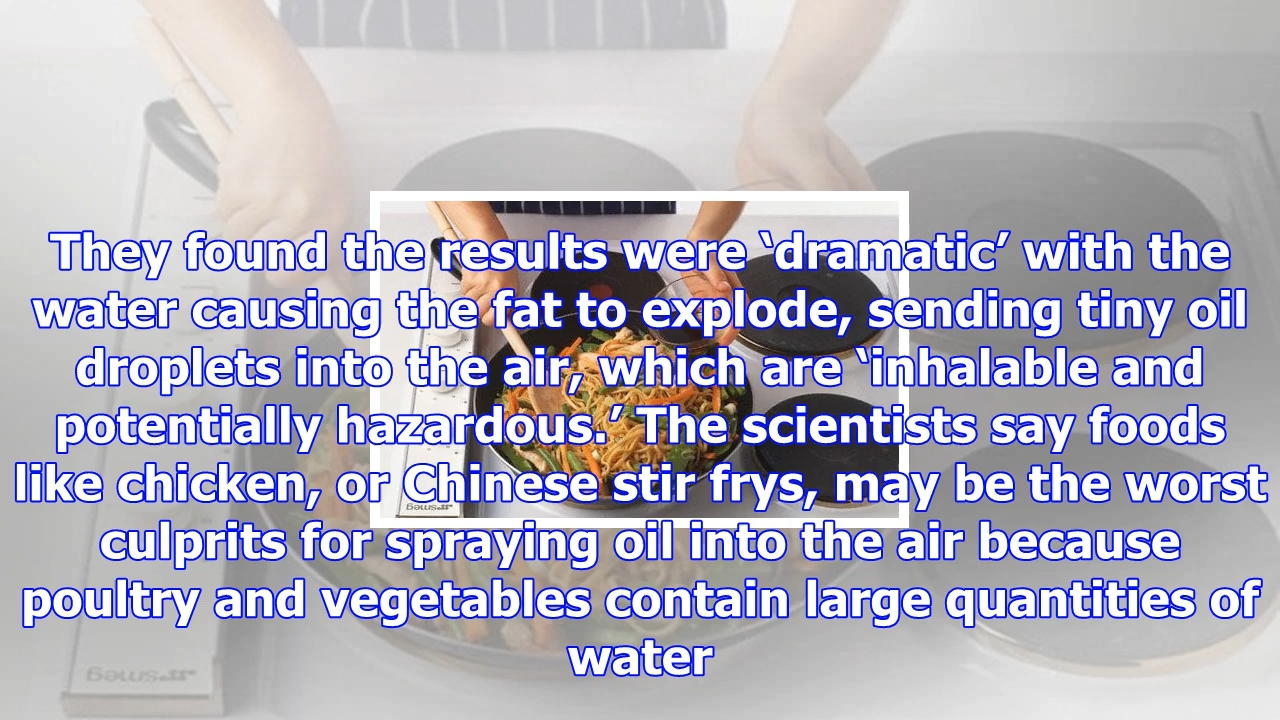 They found the results were ‘dramatic’ with the
water causing the fat to explode, sending tiny oil
droplets into the air, which are ‘inhalable and
potentially hazardous.’ The scientists say foods
like chicken, or Chinese stir frys, may be the worst
culprits for spraying oil into the air because
poultry and vegetables contain large quantities of
water
smeg
smeg